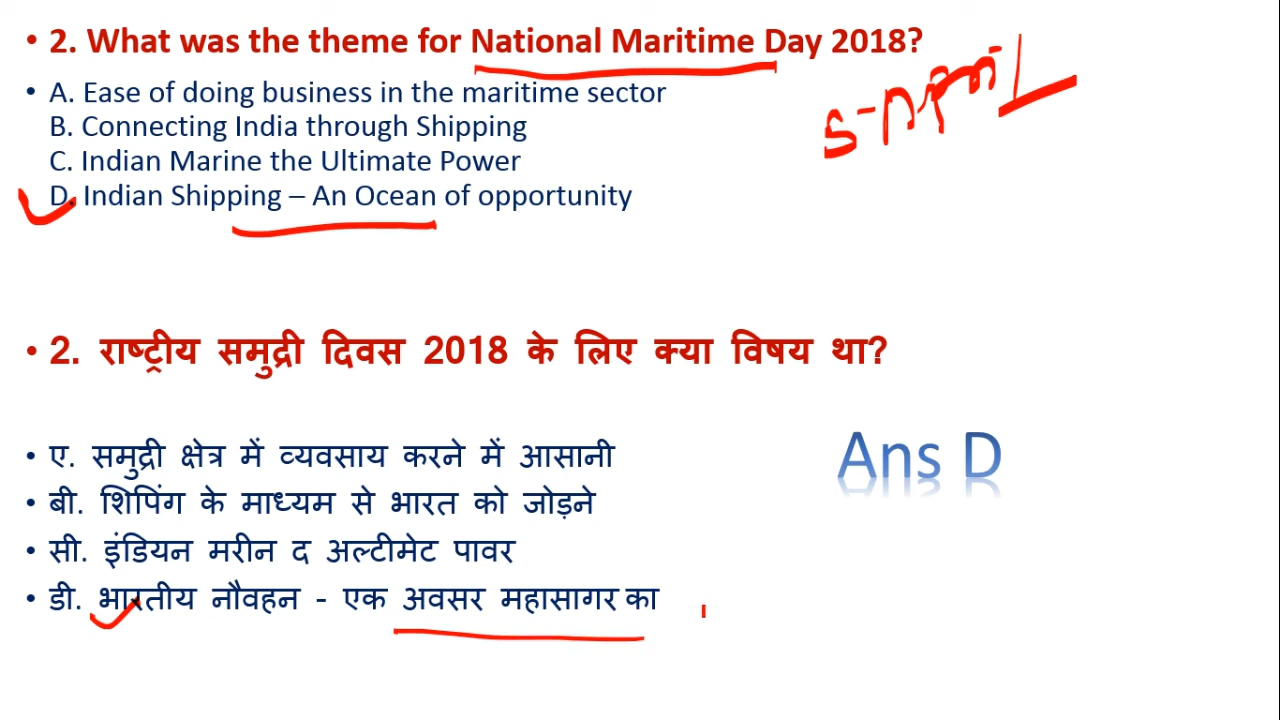 • 2. What was the theme for National Maritime Day 2018?
• A. Ease of doing business in the maritime sector
B. Connecting India through Shipping
C. Indian Marine the Ultimate Power
D. Indian Shipping – An Ocean of opportunity
5-April
• 2. राष्ट्रीय समुद्री दिवस 2018 के लिए क्या विषय था?
• ए. समुद्री क्षेत्र में व्यवसाय करने में आसानी
• बी. शिपिंग के माध्यम से भारत को जोड़ने
• सी. इंडियन मरीन द अल्टीमेट पावर
• डी. भारतीय नौवहन - एक अवसर महासागर का
Ans D